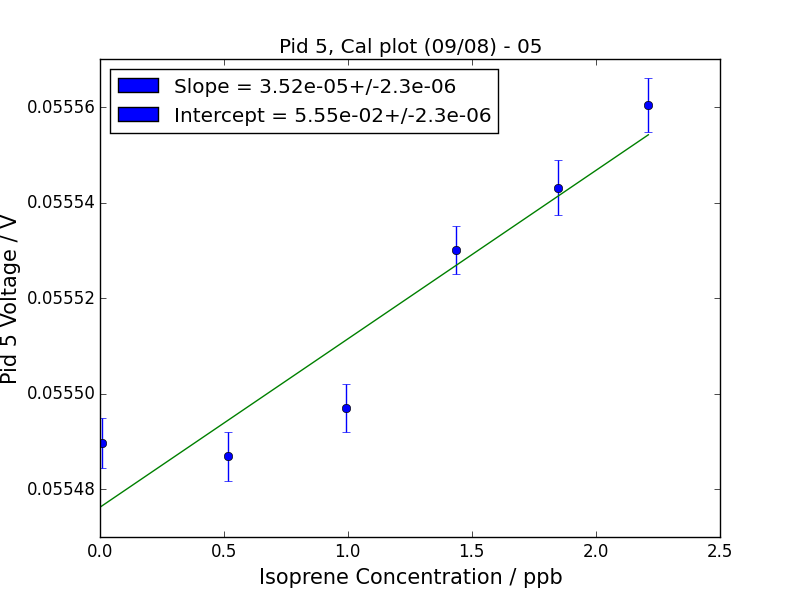 Pid 5, Cal plot (09/08) - 05
Slope = 3.52e-05+/-2.3e-06
Intercept = 5.55e-02+/-2.3e-06
Pid 5 Voltage / V
0.05556
0.05554
0.05552
0.05550
0.05548
0.0 0.5 1.0 1.5 2.0 2.5
Isoprene Concentration / ppb